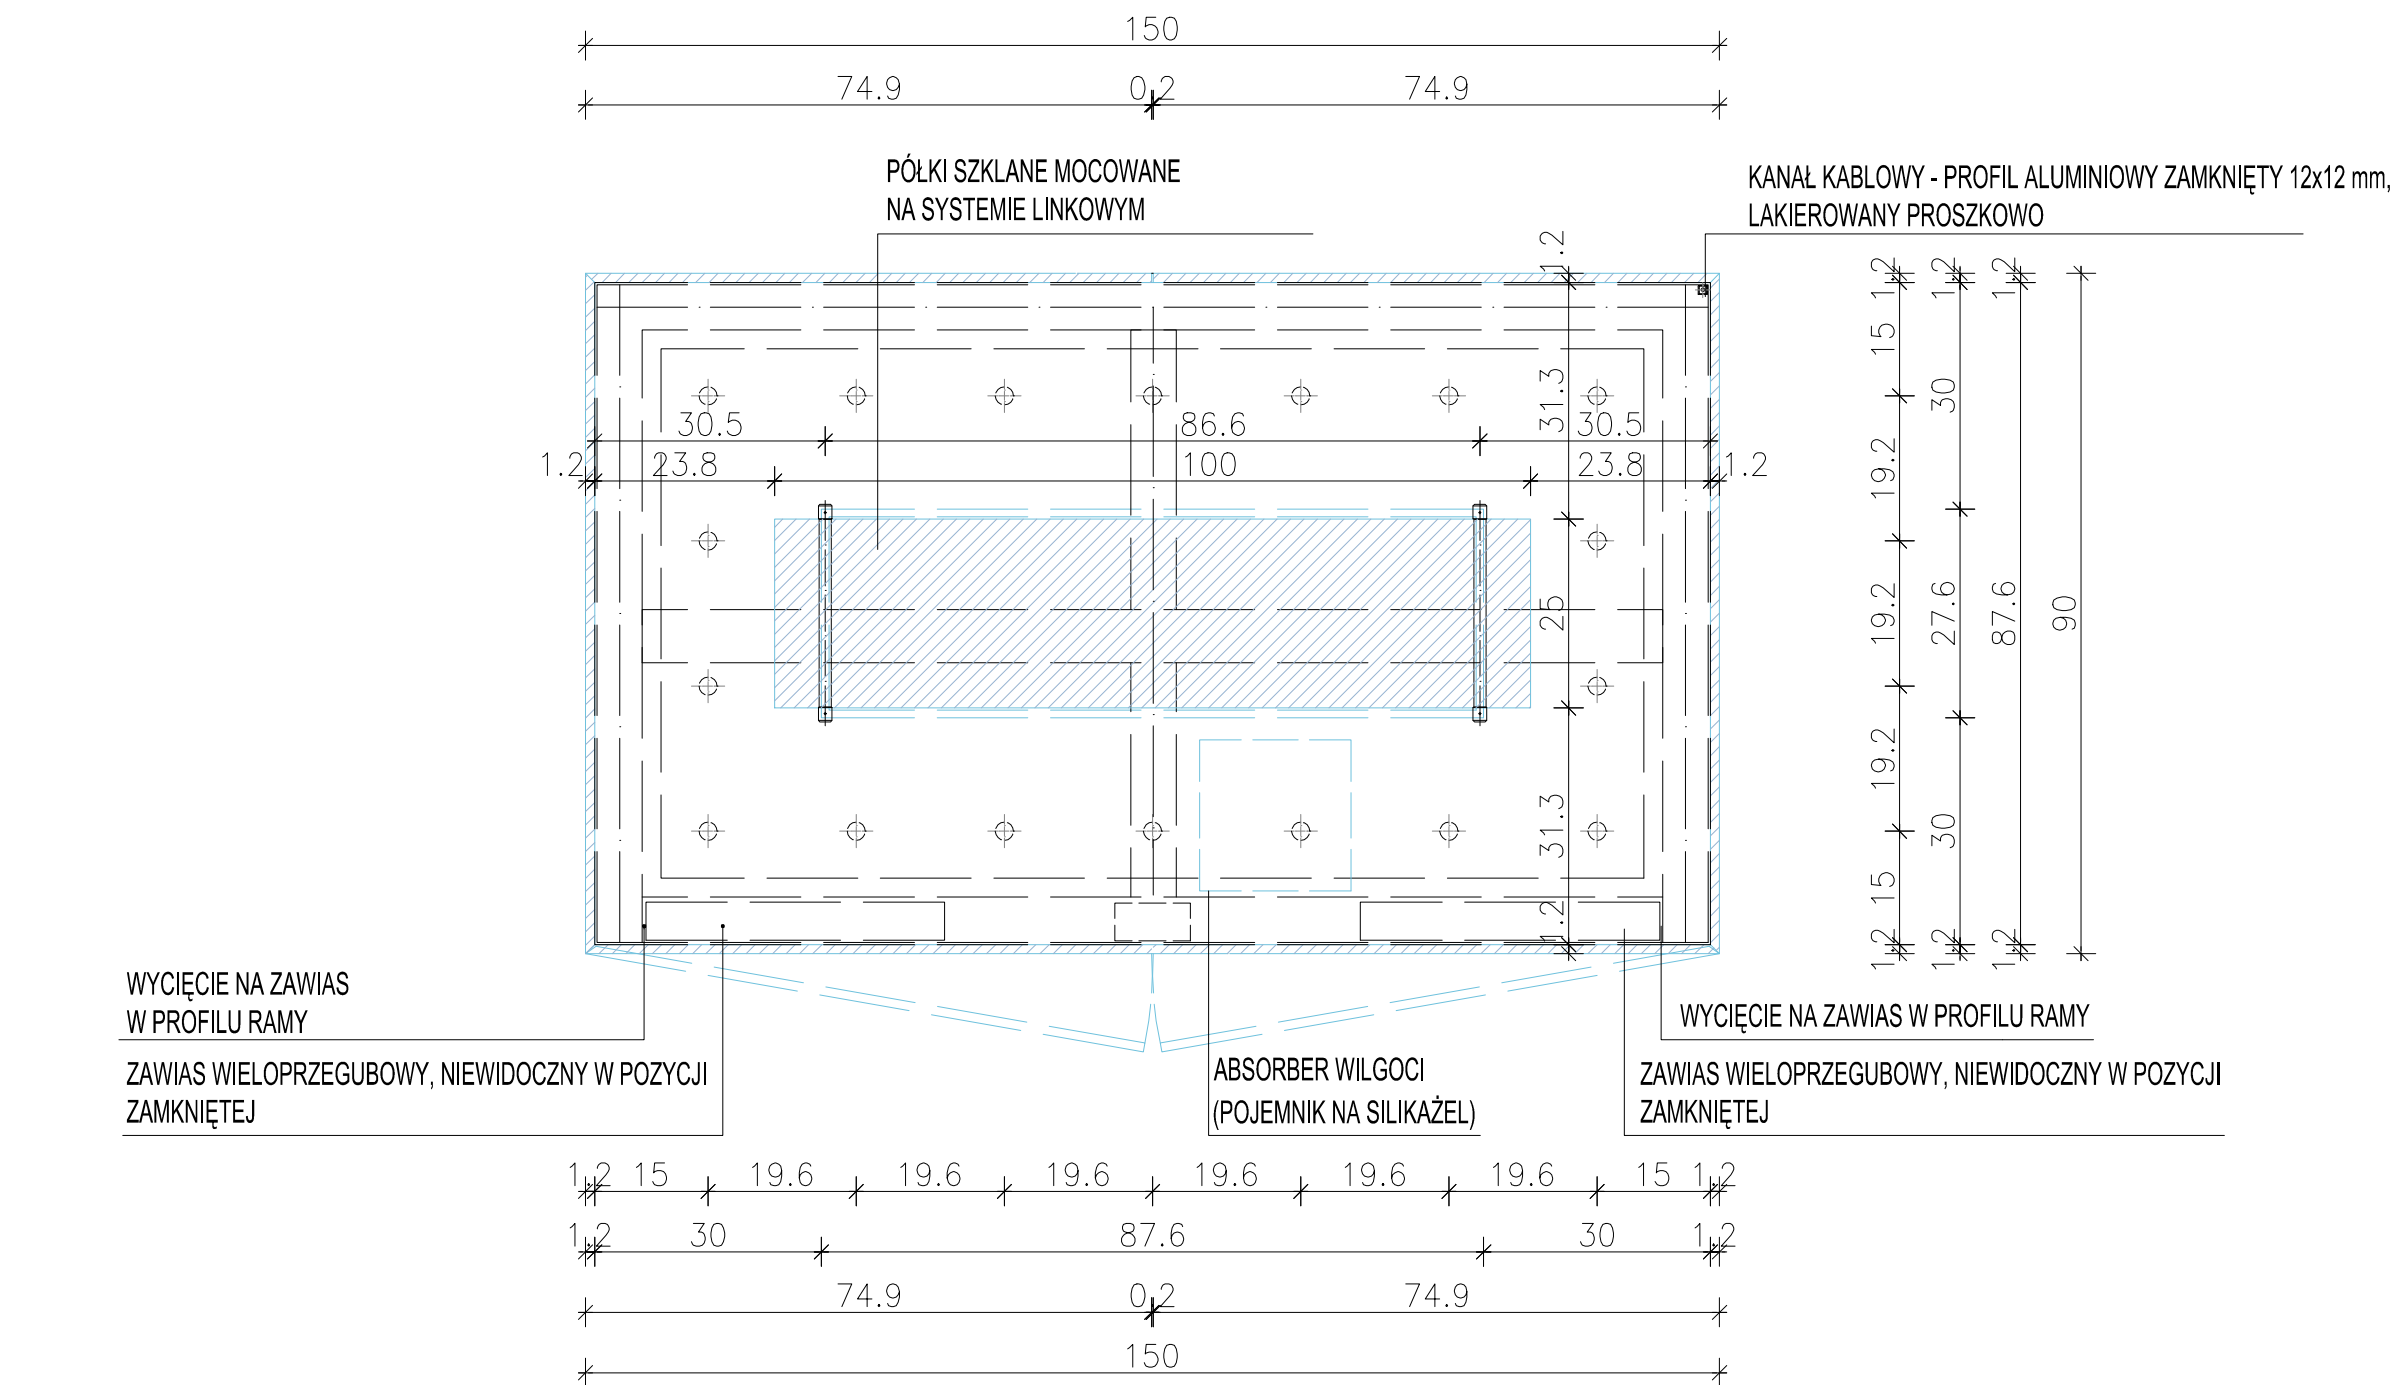 150
74.9 0.2 74.9
PÓŁKI SZKLANE MOCOWANE
NA SYSTEMIE LINKOWYM
KANAŁ KABLOWY - PROFIL ALUMINIOWY ZAMKNIĘTY 12x12 mm,
LAKIEROWANY PROSZKOWO
30.5 86.6 30.5
1.2 23.8 100 23.8 1.2
1.2 31.3 25 31.3 1.2
1.2 15 19.2 19.2 19.2 15 1.2
1.2 30 27.6 30 1.2
1.2 87.6 1.2
90
WYCIĘCIE NA ZAWIAS
W PROFILU RAMY
ZAWIAS WIELOPRZEGUBOWY, NIEWIDOCZNY W POZYCJI
ZAMKNIĘTEJ
ABSORBER WILGOCI
(POJEMNIK NA SILIKAŻEL)
WYCIĘCIE NA ZAWIAS W PROFILU RAMY
ZAWIAS WIELOPRZEGUBOWY, NIEWIDOCZNY W POZYCJI
ZAMKNIĘTEJ
1.2 15 19.6 19.6 19.6 19.6 19.6 19.6 15 1.2
1.2 30 87.6 30 1.2
74.9 0.2 74.9
150